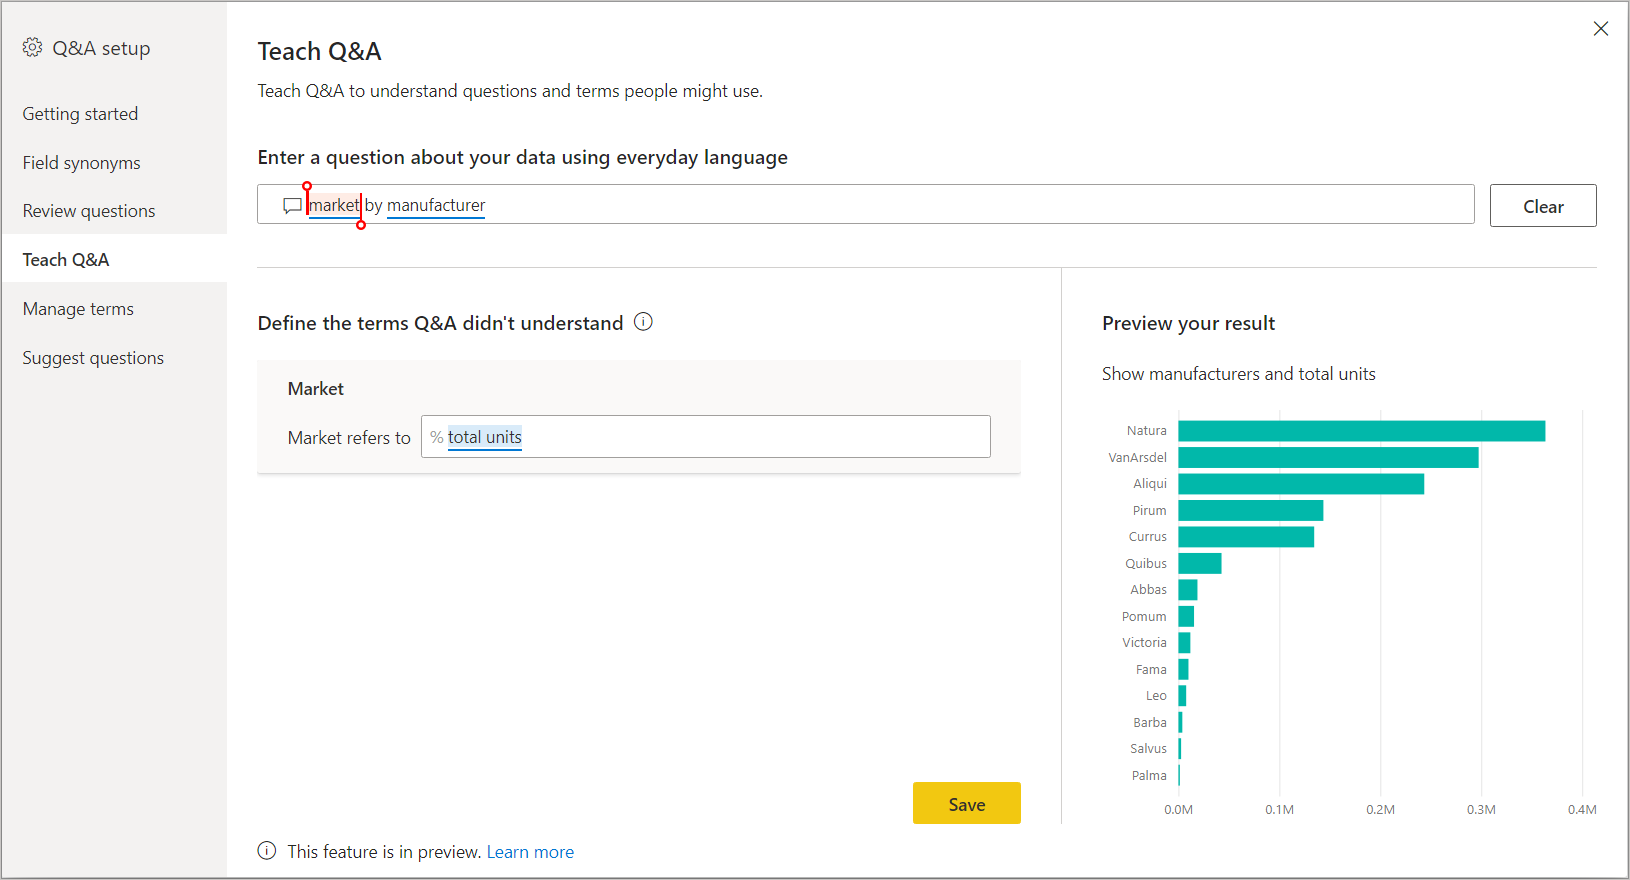 Q&A setup
Getting started
Field synonyms
Review questions
Teach Q&A
Manage terms
Suggest questions
Teach Q&A
Teach Q&A to understand questions and terms people might use.
Enter a question about your data using everyday language
market by manufacturer
Clear
Define the terms Q&A didn't understand
Market
Market refers to % total units
Save
This feature is in preview. Learn more
Preview your result
Show manufacturers and total units
Natura
VanArsdel
Aliqui
Pirum
Currus
Quibus
Abbas
Pomum
Victoria
Fama
Leo
Barba
Salvus
Palma
0.0M 0.1M 0.2M 0.3M 0.4M